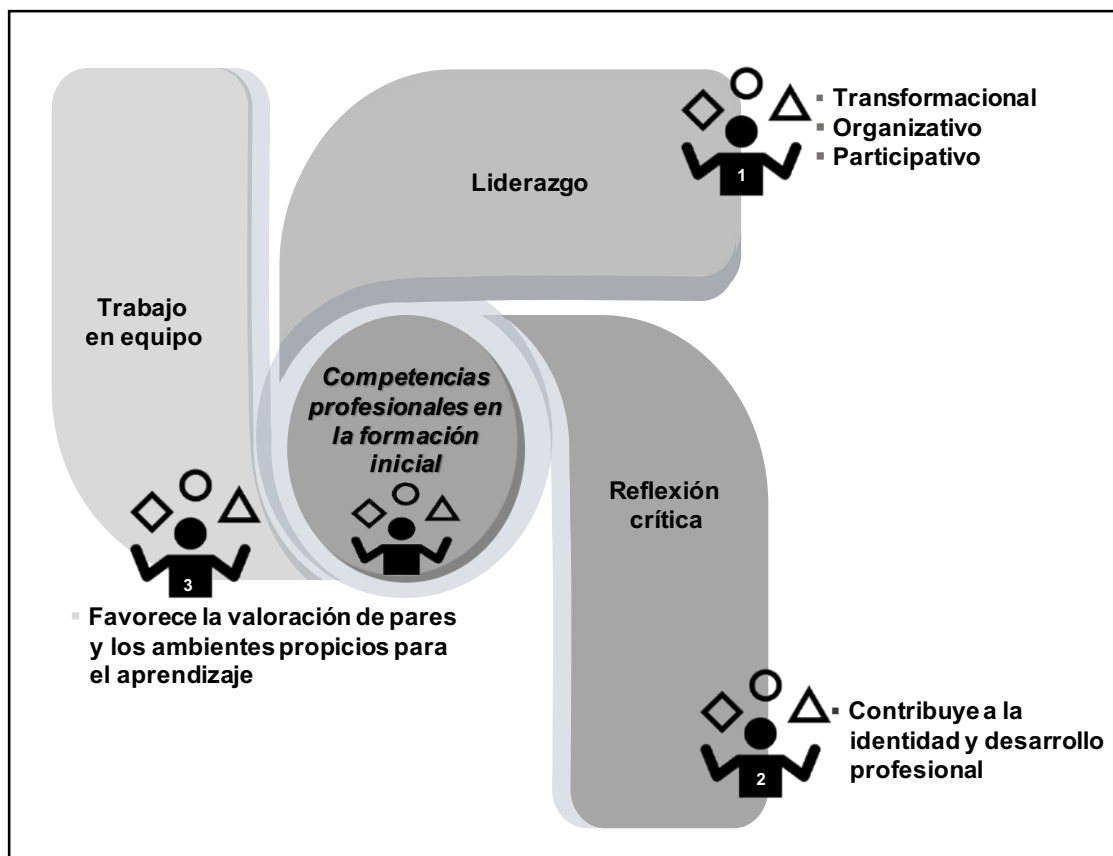 ▪ Transformacional
▪ Organizativo
▪ Participativo
1
Liderazgo
Trabajo
en equipo
Competencias
profesionales en
la formación
inicial
Reflexión
crítica
3
▪ Favorece la valoración de pares
y los ambientes propicios para
el aprendizaje
2
▪ Contribuye a la
identidad y desarrollo
profesional